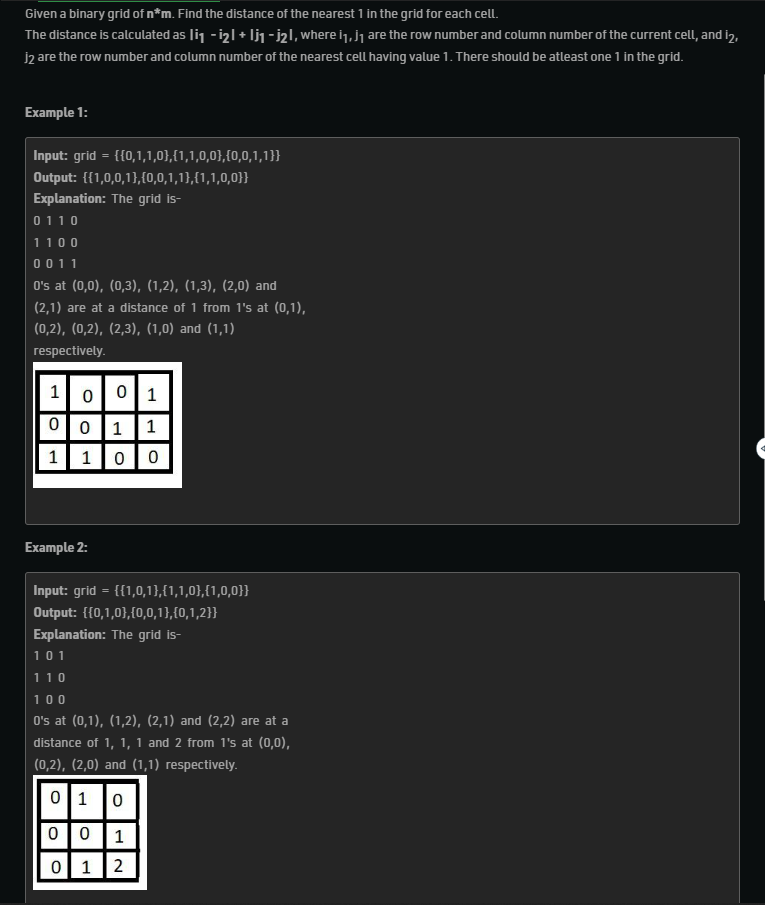 Given a binary grid of n*m. Find the distance of the nearest 1 in the grid for each cell.
The distance is calculated as |i1 - i2| + |j1 - j2|, where i1, j1 are the row number and column number of the current cell, and i2,
j2 are the row number and column number of the nearest cell having value 1. There should be atleast one 1 in the grid.
Example 1:
Input: grid = {{0,1,1,0},{1,1,0,0},{0,0,1,1}}
Output: {{1,0,0,1},{0,0,1,1},{1,1,0,0}}
Explanation: The grid is-
0 1 1 0
1 1 0 0
0 0 1 1
0's at (0,0), (0,3), (1,2), (1,3), (2,0) and
(2,1) are at a distance of 1 from 1's at (0,1),
(0,2), (0,2), (2,3), (1,0) and (1,1)
respectively.
1 0 0 1
0 0 1 1
1 1 0 0
Example 2:
Input: grid = {{1,0,1},{1,1,0},{1,0,0}}
Output: {{0,1,0},{0,0,1},{0,1,2}}
Explanation: The grid is-
1 0 1
1 1 0
1 0 0
0's at (0,1), (1,2), (2,1) and (2,2) are at a
distance of 1, 1, 1 and 2 from 1's at (0,0),
(0,2), (2,0) and (1,1) respectively.
0 1 0
0 0 1
0 1 2